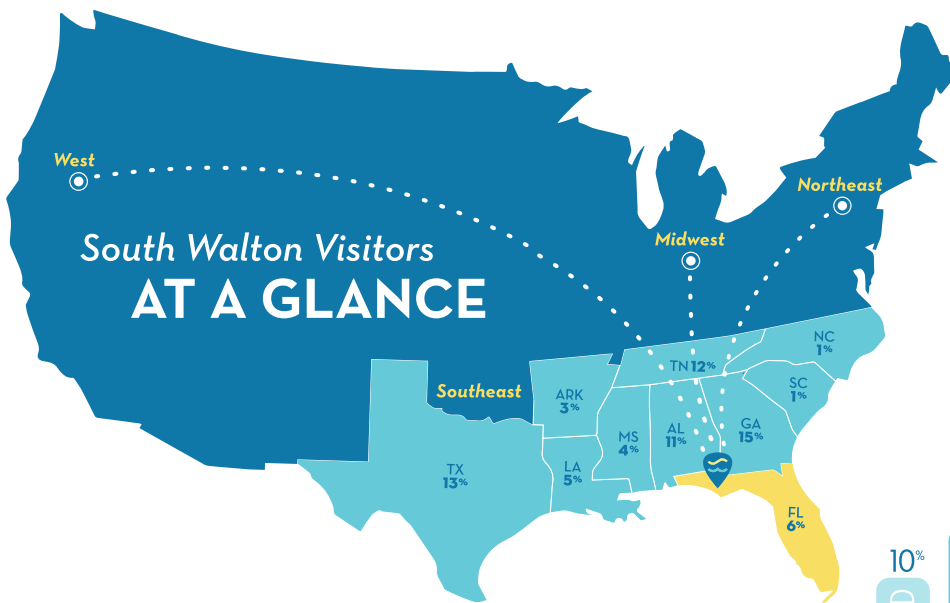 West
Northeast
Midwest
South Walton Visitors
AT A GLANCE
NC
1%
TN 12%
Southeast
SC
1%
ARK
3%
GA
15%
AL
11%
MS
4%
TX
13%
LA
5%
FL
6%
10%